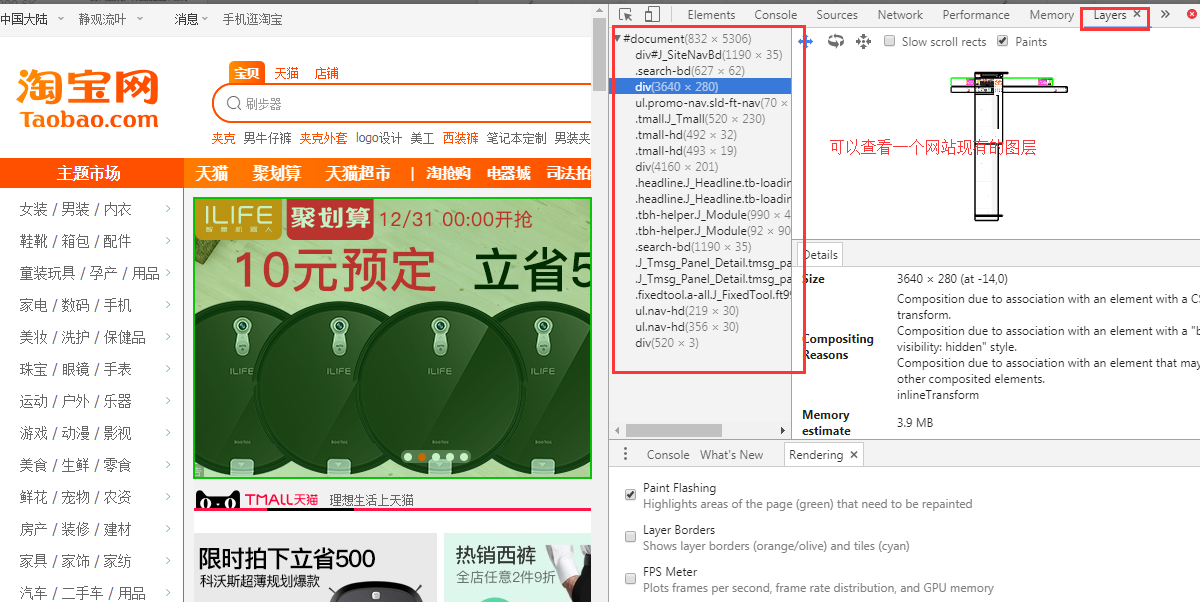 中国大陆 静观流叶 消息 手机逛淘宝
淘宝网
Taobao.com
宝贝 天猫 店铺
刷步器
夹克 男牛仔裤 夹克外套 logo设计 美工 西装裤 笔记本定制 男装夹
主题市场 天猫 聚划算 天猫超市 | 淘抢购 电器城 司法拍
女装 / 男装 / 内衣
鞋靴 / 箱包 / 配件
童装玩具 / 孕产 / 用品
家电 / 数码 / 手机
美妆 / 洗护 / 保健品
珠宝 / 眼镜 / 手表
运动 / 户外 / 乐器
游戏 / 动漫 / 影视
美食 / 生鲜 / 零食
鲜花 / 宠物 / 农资
房产 / 装修 / 建材
家具 / 家饰 / 家纺
汽车 / 二手车 / 用品
ILIFE 聚划算 12/31 00:00开抢
智意机器人
10元预定 立省5
ILIFE ILIFE ILIFE ILIFE
TMALL天猫 理想生活上天猫
限时拍下立省500
科沃斯超薄规划爆款
热销西裤
全店任意2件9折
Elements Console Sources Network Performance Memory Layers
#document(832 × 5306)
div#J_SiteNavBd(1190 × 35)
.search-bd(627 × 62)
div(3640 × 280)
ul.promo-nav.sld-ft-nav(70 ×
.tmall.J_Tmall(520 × 230)
.tmall-hd(492 × 32)
.tmall-hd(493 × 19)
div(4160 × 201)
.headline.J_Headline.tb-loadin
.headline.J_Headline.tb-loadin
.tbh-helper.J_Module(990 × 4
.tbh-helper.J_Module(92 × 90
.search-bd(1190 × 35)
.J_Tmsg_Panel_Detail.tmsg_pa
.J_Tmsg_Panel_Detail.tmsg_pa
.fixedtool.a-all.J_FixedTool.ft99
ul.nav-hd(219 × 30)
ul.nav-hd(356 × 30)
div(520 × 3)
Slow scroll rects Paints
可以查看一个网站现有的图层
Details
Size 3640 × 280 (at -14,0)
Compositing Reasons
Composition due to association with an element with a CS
transform.
Composition due to association with an element with a "b
visibility: hidden" style.
Composition due to association with an element that may
other composited elements.
inlineTransform
Memory estimate 3.9 MB
Console What's New Rendering
Paint Flashing
Highlights areas of the page (green) that need to be repainted
Layer Borders
Shows layer borders (orange/olive) and tiles (cyan)
FPS Meter
Plots frames per second, frame rate distribution, and GPU memory